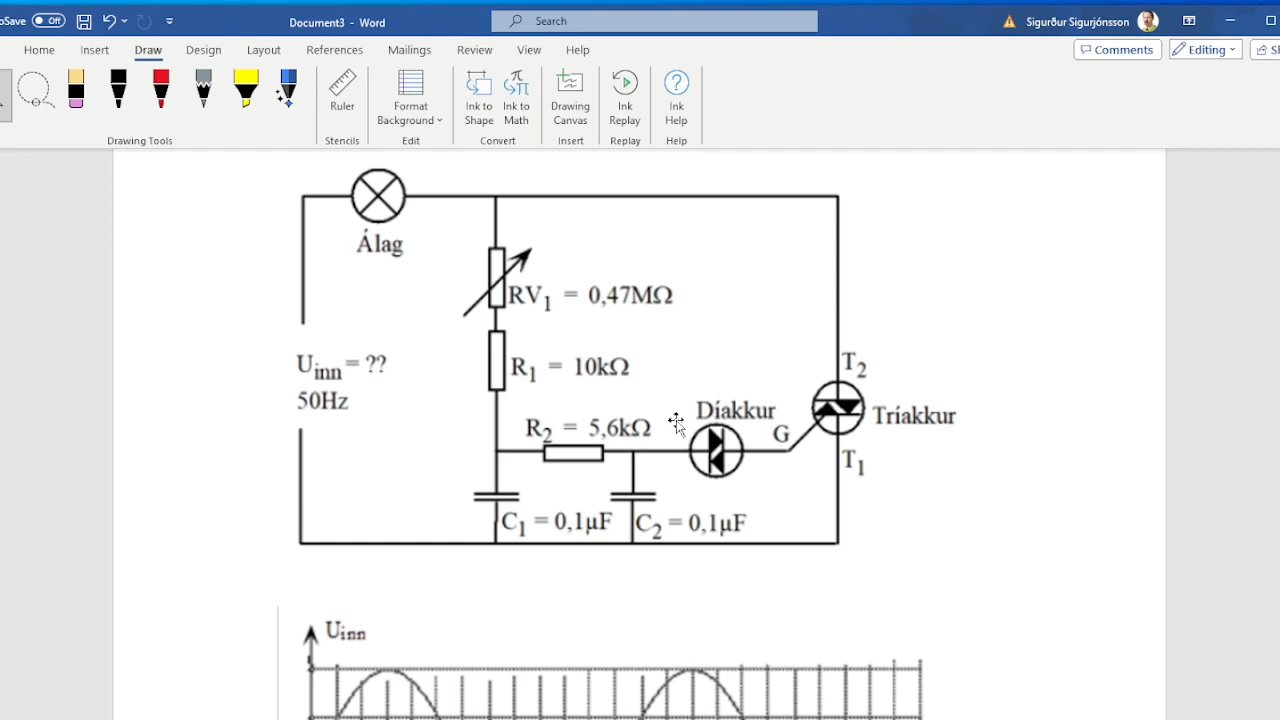 oSave Off Document3 - Word Search Sigurður Sigurjónsson
Home Insert Draw Design Layout References Mailings Review View Help Comments Editing
Ruler Format Background Ink to Shape Ink to Math Drawing Canvas Ink Replay Ink Help
Drawing Tools Stencils Edit Convert Insert Replay Help
Álag
RV1 = 0,47MΩ
Uinn = ??
50Hz
R1 = 10kΩ
T2
Díakkur
Tríakkur
R2 = 5,6kΩ
G
T1
C1 = 0,1µF
C2 = 0,1µF
Uinn